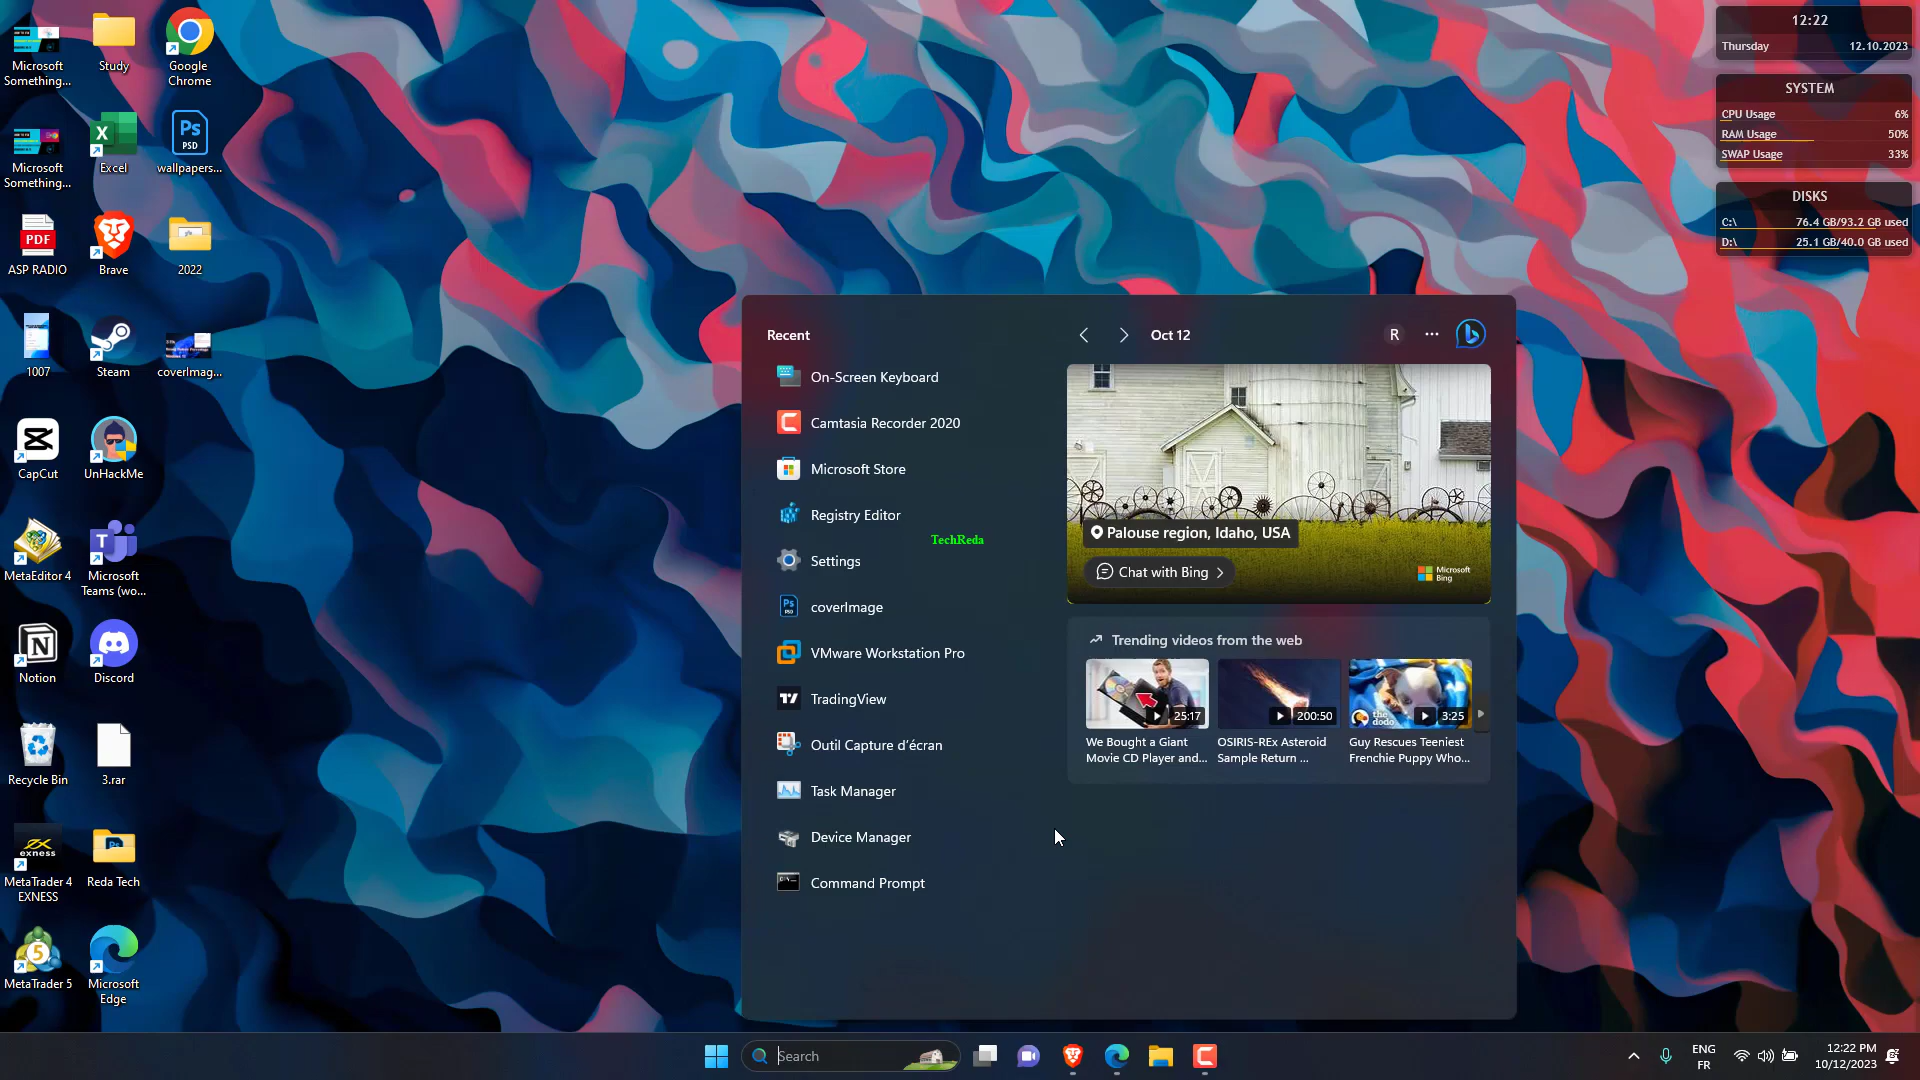 Microsoft
Something...
Study
Google
Chrome
Microsoft
Something...
Excel
Ps
PSD
wallpapers...
PDF
ASP RADIO
Brave
2022
1007
Steam
coverImag...
CapCut
UnHackMe
MetaEditor 4
Microsoft
Teams (wo...
Notion
Discord
Recycle Bin
3.rar
exness
MetaTrader 4
EXNESS
Reda Tech
MetaTrader 5
Microsoft
Edge
12:22
Thursday 12.10.2023
SYSTEM
CPU Usage 6%
RAM Usage 50%
SWAP Usage 33%
DISKS
C:\ 76.4 GB/93.2 GB used
D:\ 25.1 GB/40.0 GB used
Recent
On-Screen Keyboard
Camtasia Recorder 2020
Microsoft Store
Registry Editor
TechReda
Settings
coverImage
VMware Workstation Pro
TradingView
Outil Capture d'écran
Task Manager
Device Manager
Command Prompt
Oct 12
R
Palouse region, Idaho, USA
Chat with Bing
Microsoft
Bing
Trending videos from the web
25:17
200:50
the
dodo
3:25
We Bought a Giant
Movie CD Player and...
OSIRIS-REx Asteroid
Sample Return ...
Guy Rescues Teeniest
Frenchie Puppy Who...
Search
ENG
FR
12:22 PM
10/12/2023